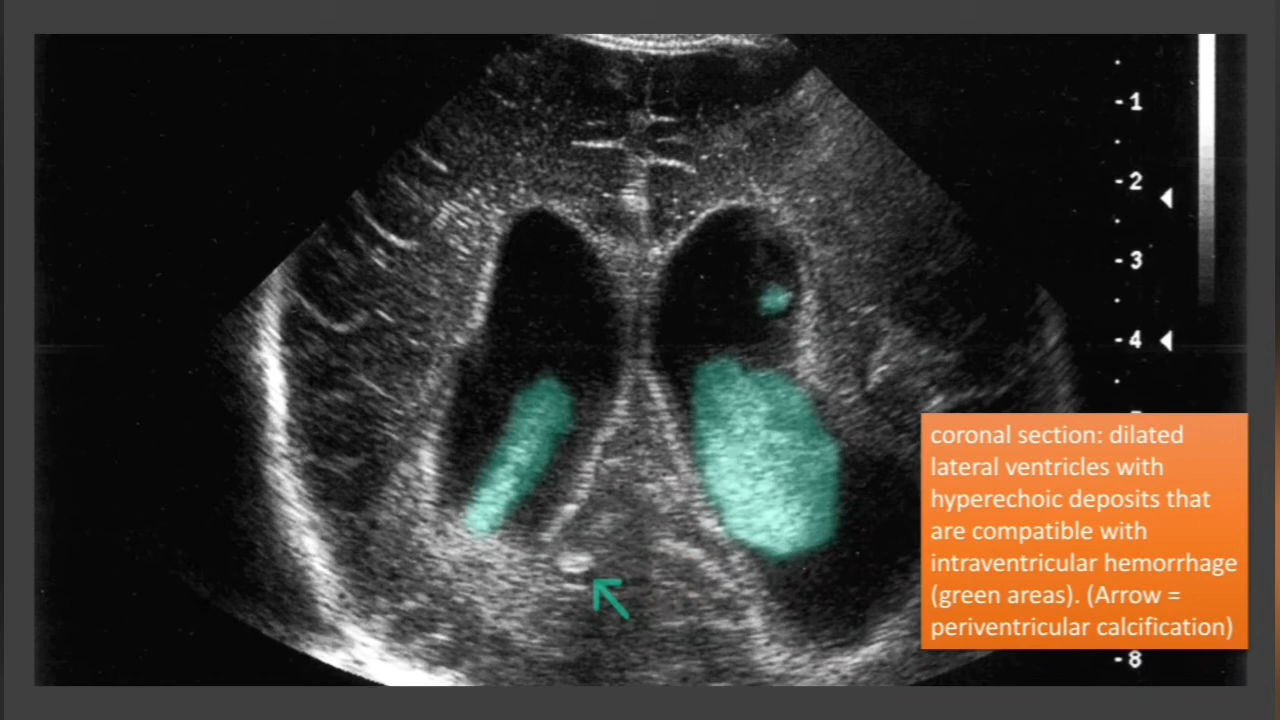 - 1
- 2
- 3
- 4
coronal section: dilated
lateral ventricles with
hyperechoic deposits that
are compatible with
intraventricular hemorrhage
(green areas). (Arrow =
periventricular calcification)
- 8